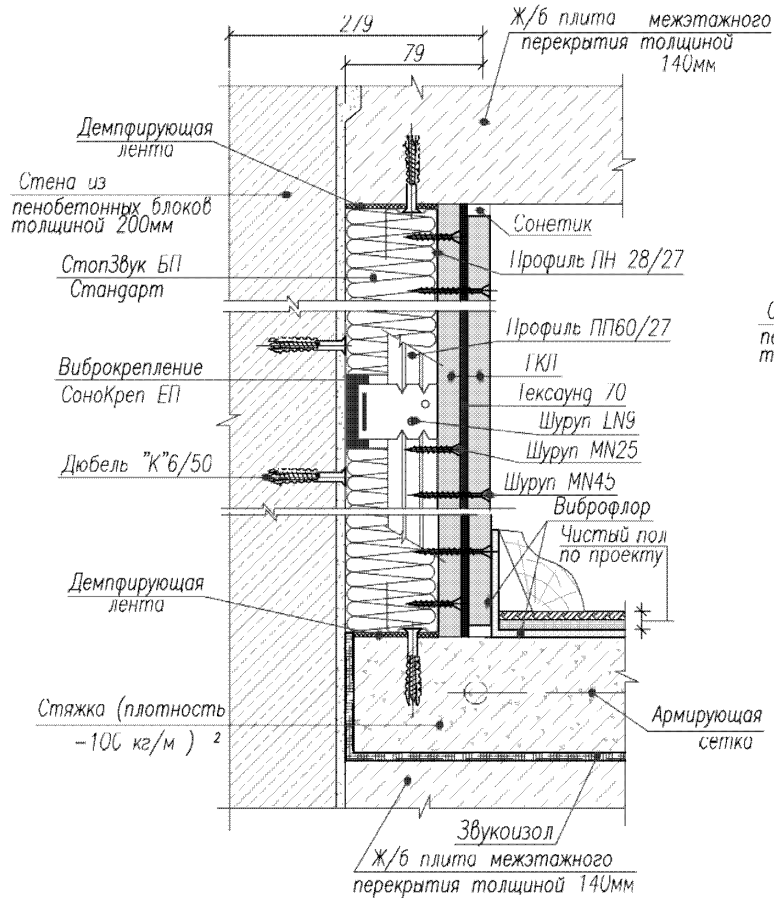 279
79
Ж/б плита межэтажного
перекрытия толщиной
140мм
Демпфирующая
лента
Стена из
пенобетонных блоков
толщиной 200мм
СтопЗвук БП
Стандарт
Виброкрепление
СоноКреп ЕП
Дюбель "К"6/50
Демпфирующая
лента
Стяжка (плотность
-100 кг/м ) 2
Сонетик
Профиль ПН 28/27
Профиль ПП60/27
ГКЛ
Тексаунд 70
Шуруп LN9
Шуруп MN25
Шуруп MN45
Виброфлор
Чистый пол
по проекту
Армирующая
сетка
Звукоизол
Ж/б плита межэтажного
перекрытия толщиной 140мм